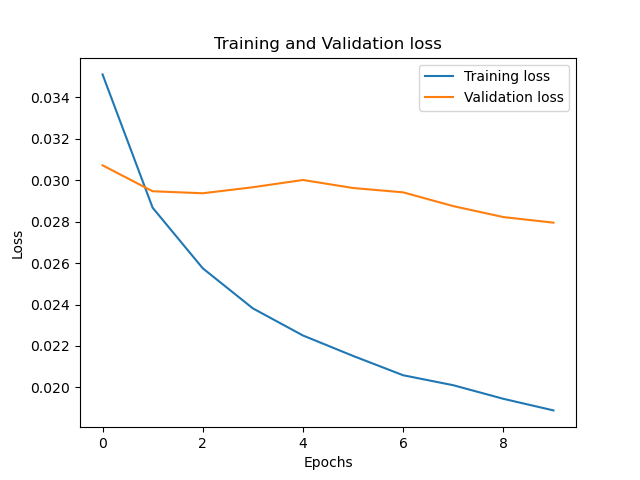 Training and Validation loss
Training loss
Validation loss
0.034
0.032
0.030
0.028
0.026
0.024
0.022
0.020
Loss
0
2
4
6
8
Epochs